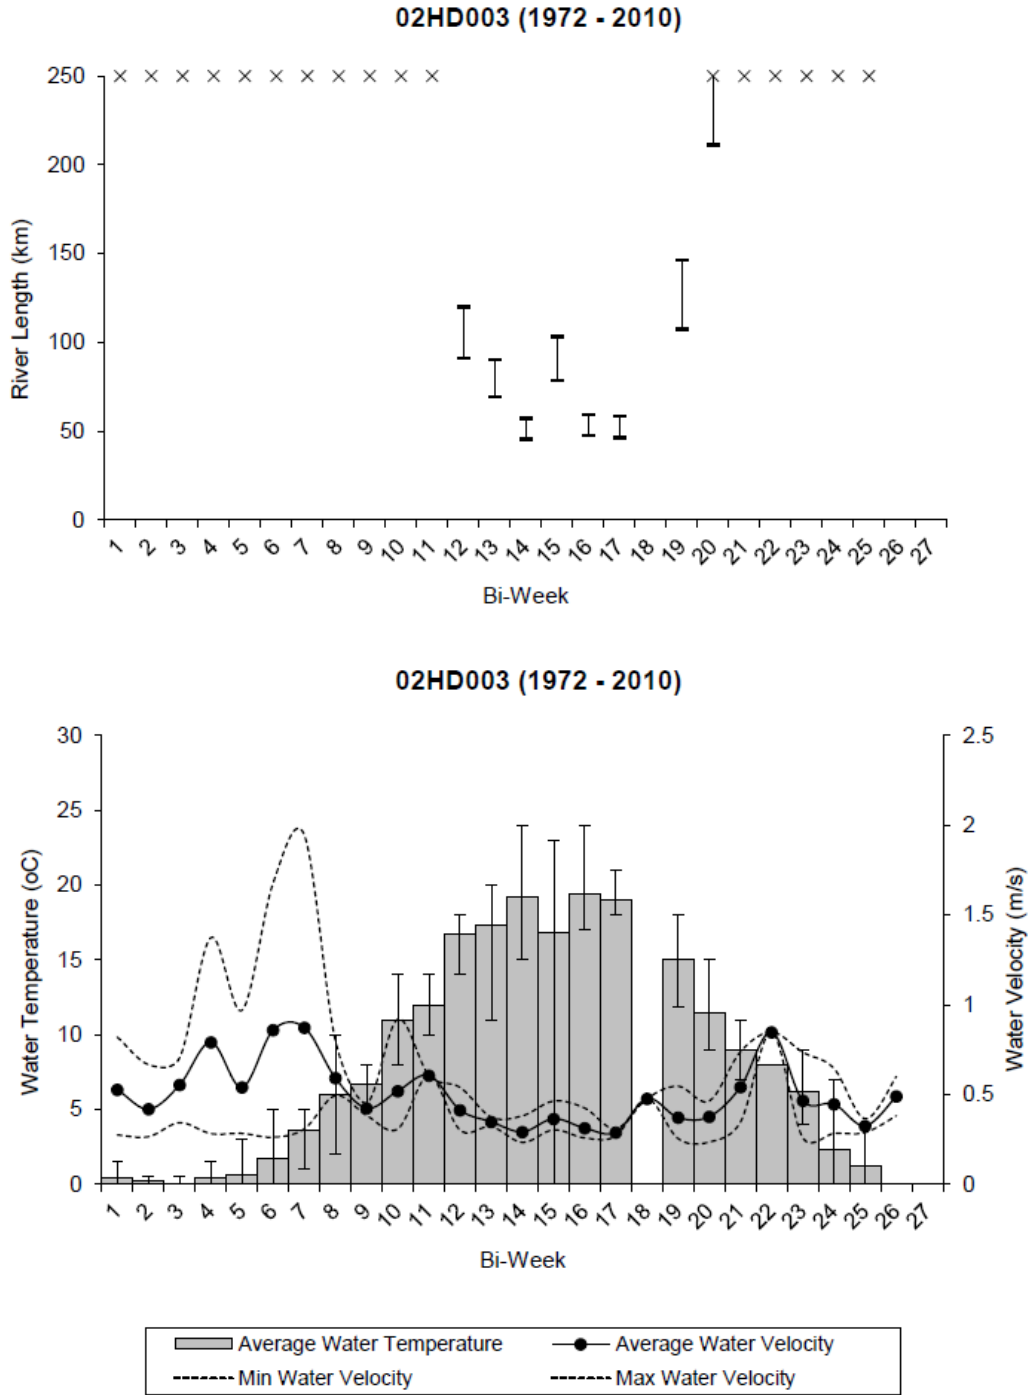 02HD003 (1972 - 2010)
250
200
150
100
50
0
River Length (km)
1 2 3 4 5 6 7 8 9 10 11 12 13 14 15 16 17 18 19 20 21 22 23 24 25 26 27
Bi-Week
02HD003 (1972 - 2010)
30
25
20
15
10
5
0
Water Temperature (oC)
2.5
2
1.5
1
0.5
0
Water Velocity (m/s)
1 2 3 4 5 6 7 8 9 10 11 12 13 14 15 16 17 18 19 20 21 22 23 24 25 26 27
Bi-Week
Average Water Temperature Average Water Velocity
Min Water Velocity Max Water Velocity